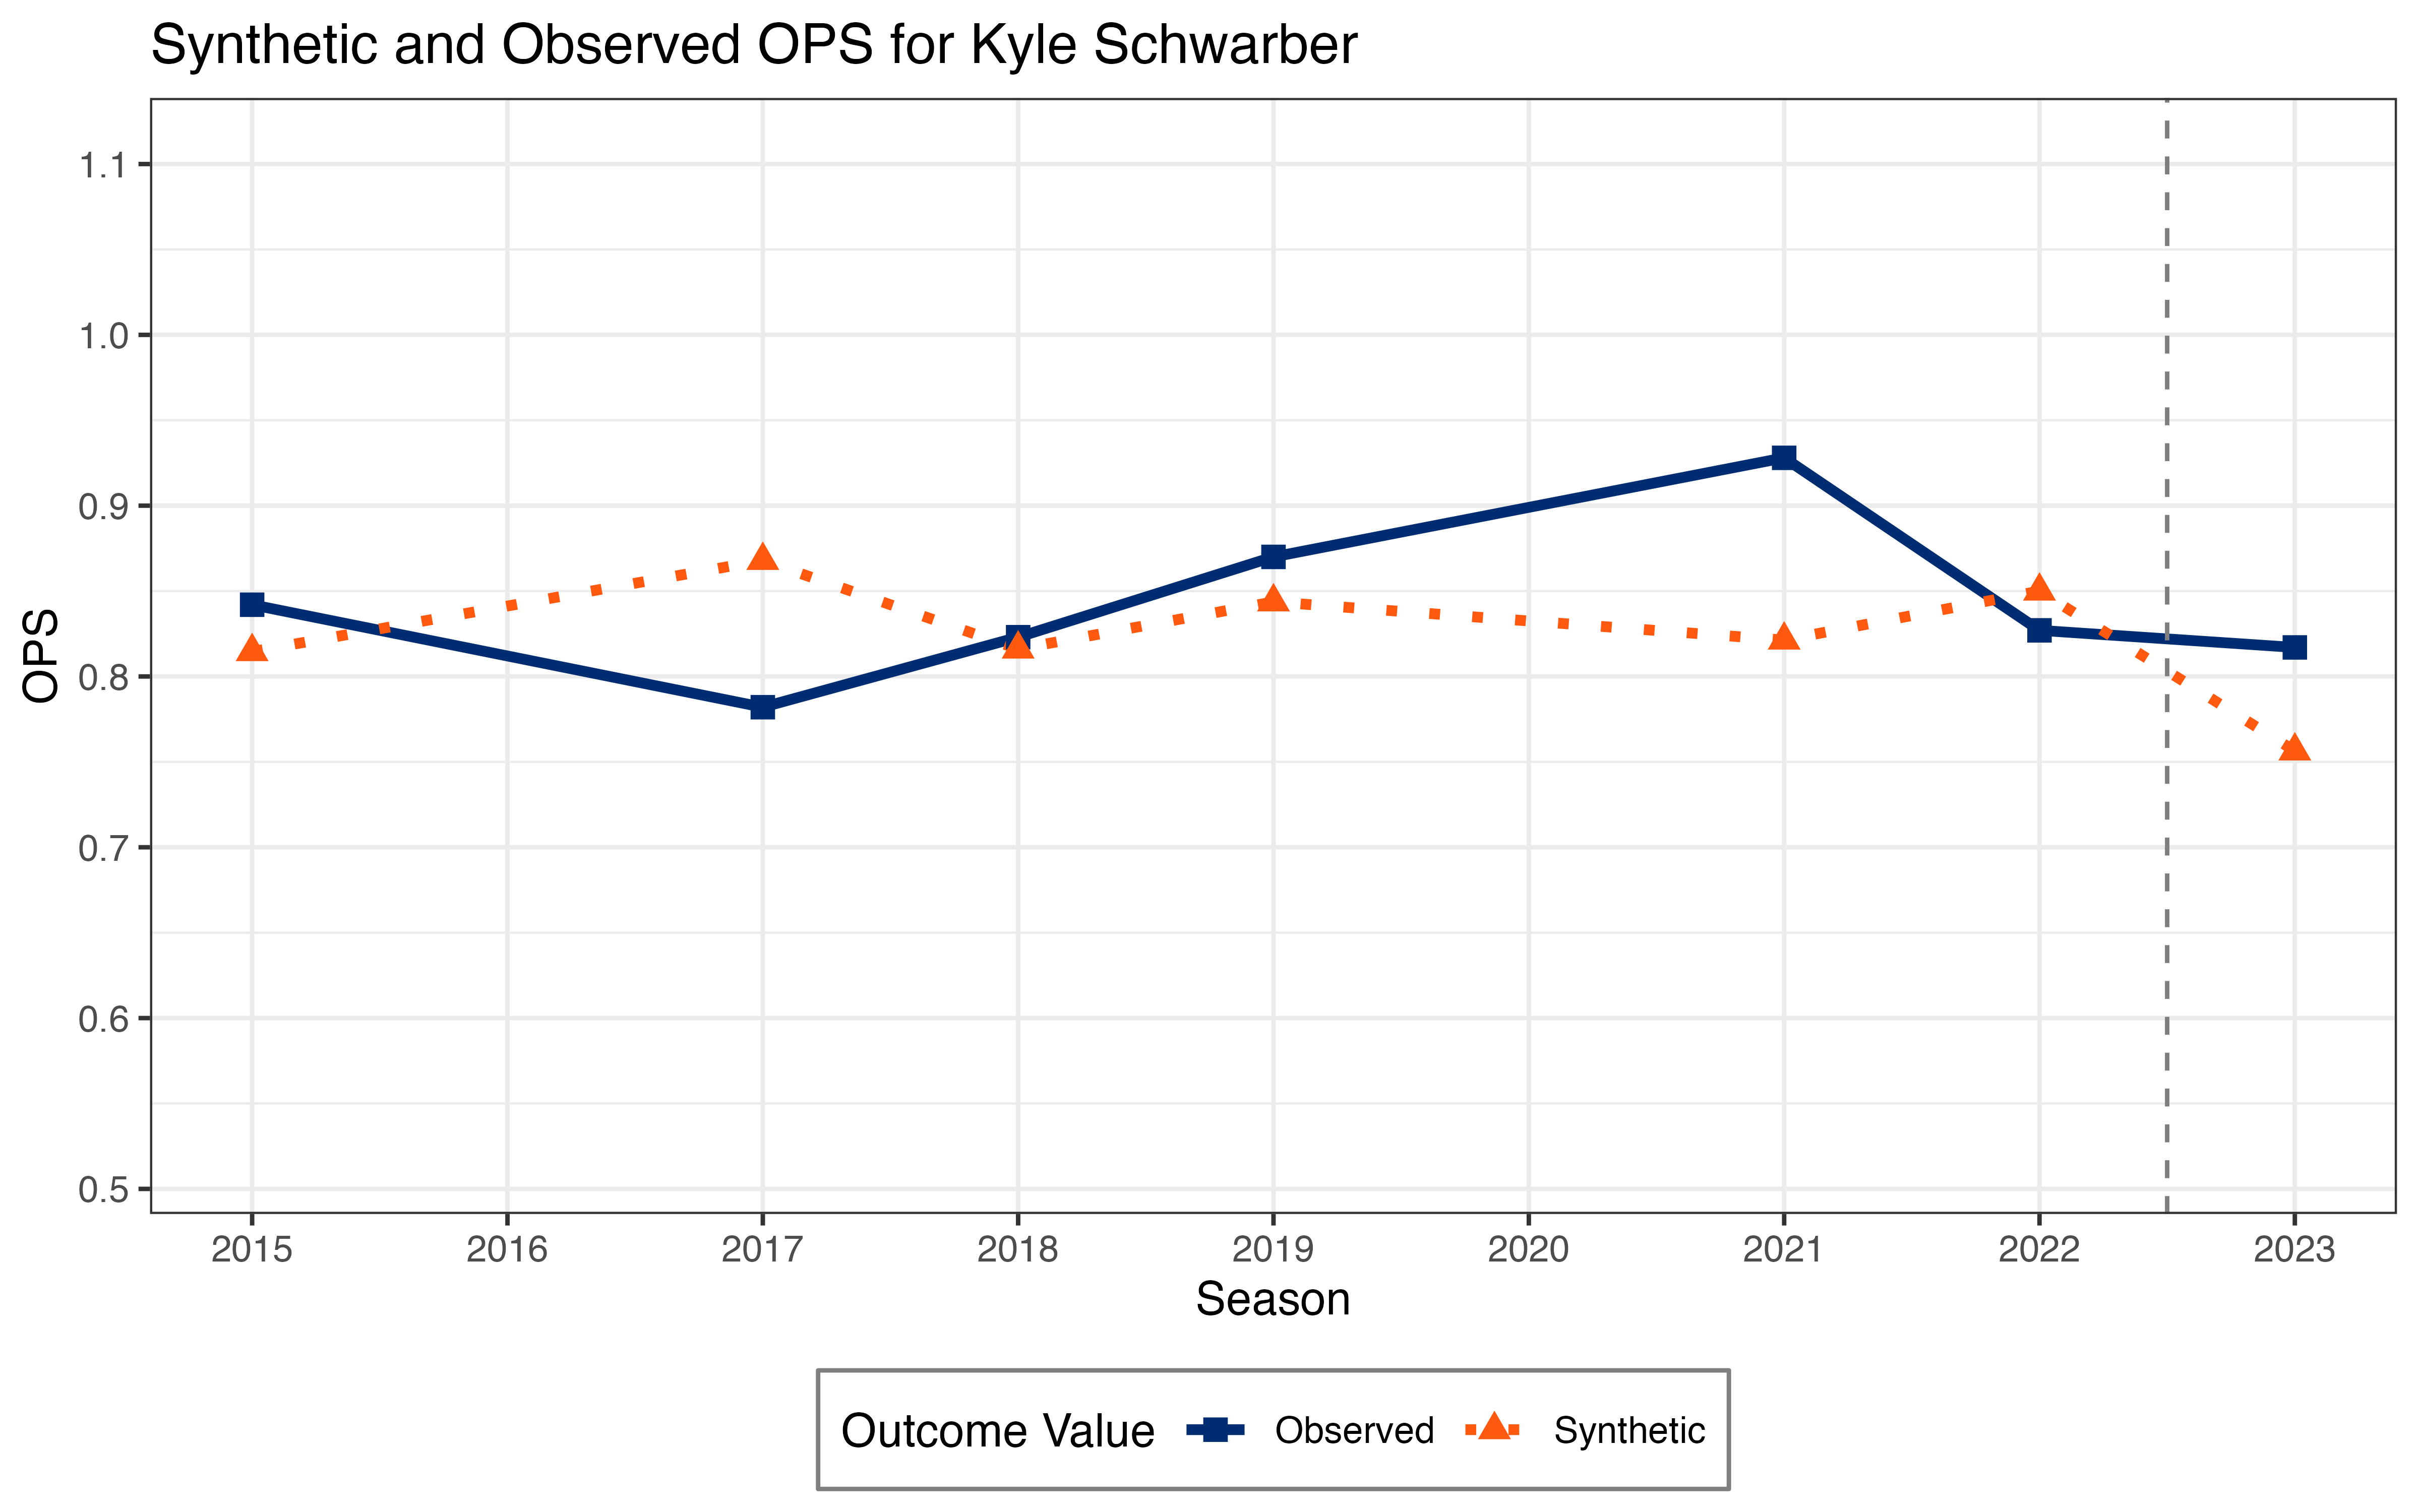 Synthetic and Observed OPS for Kyle Schwarber
OPS
1.1
1.0
0.9
0.8
0.7
0.6
0.5
2015 2016 2017 2018 2019 2020 2021 2022 2023
Season
Outcome Value Observed Synthetic